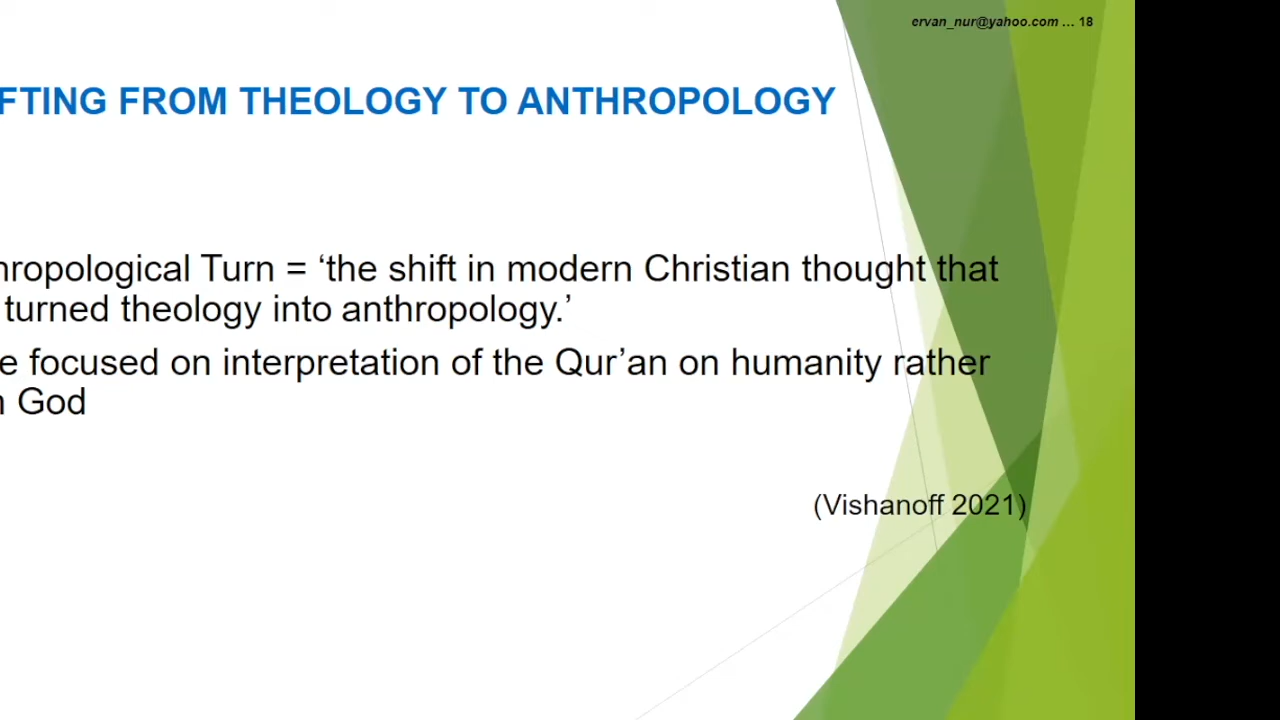 ervan_nur@yahoo.com ... 18
FTING FROM THEOLOGY TO ANTHROPOLOGY
hropological Turn = ‘the shift in modern Christian thought that
turned theology into anthropology.’
e focused on interpretation of the Qur’an on humanity rather
n God
(Vishanoff 2021)